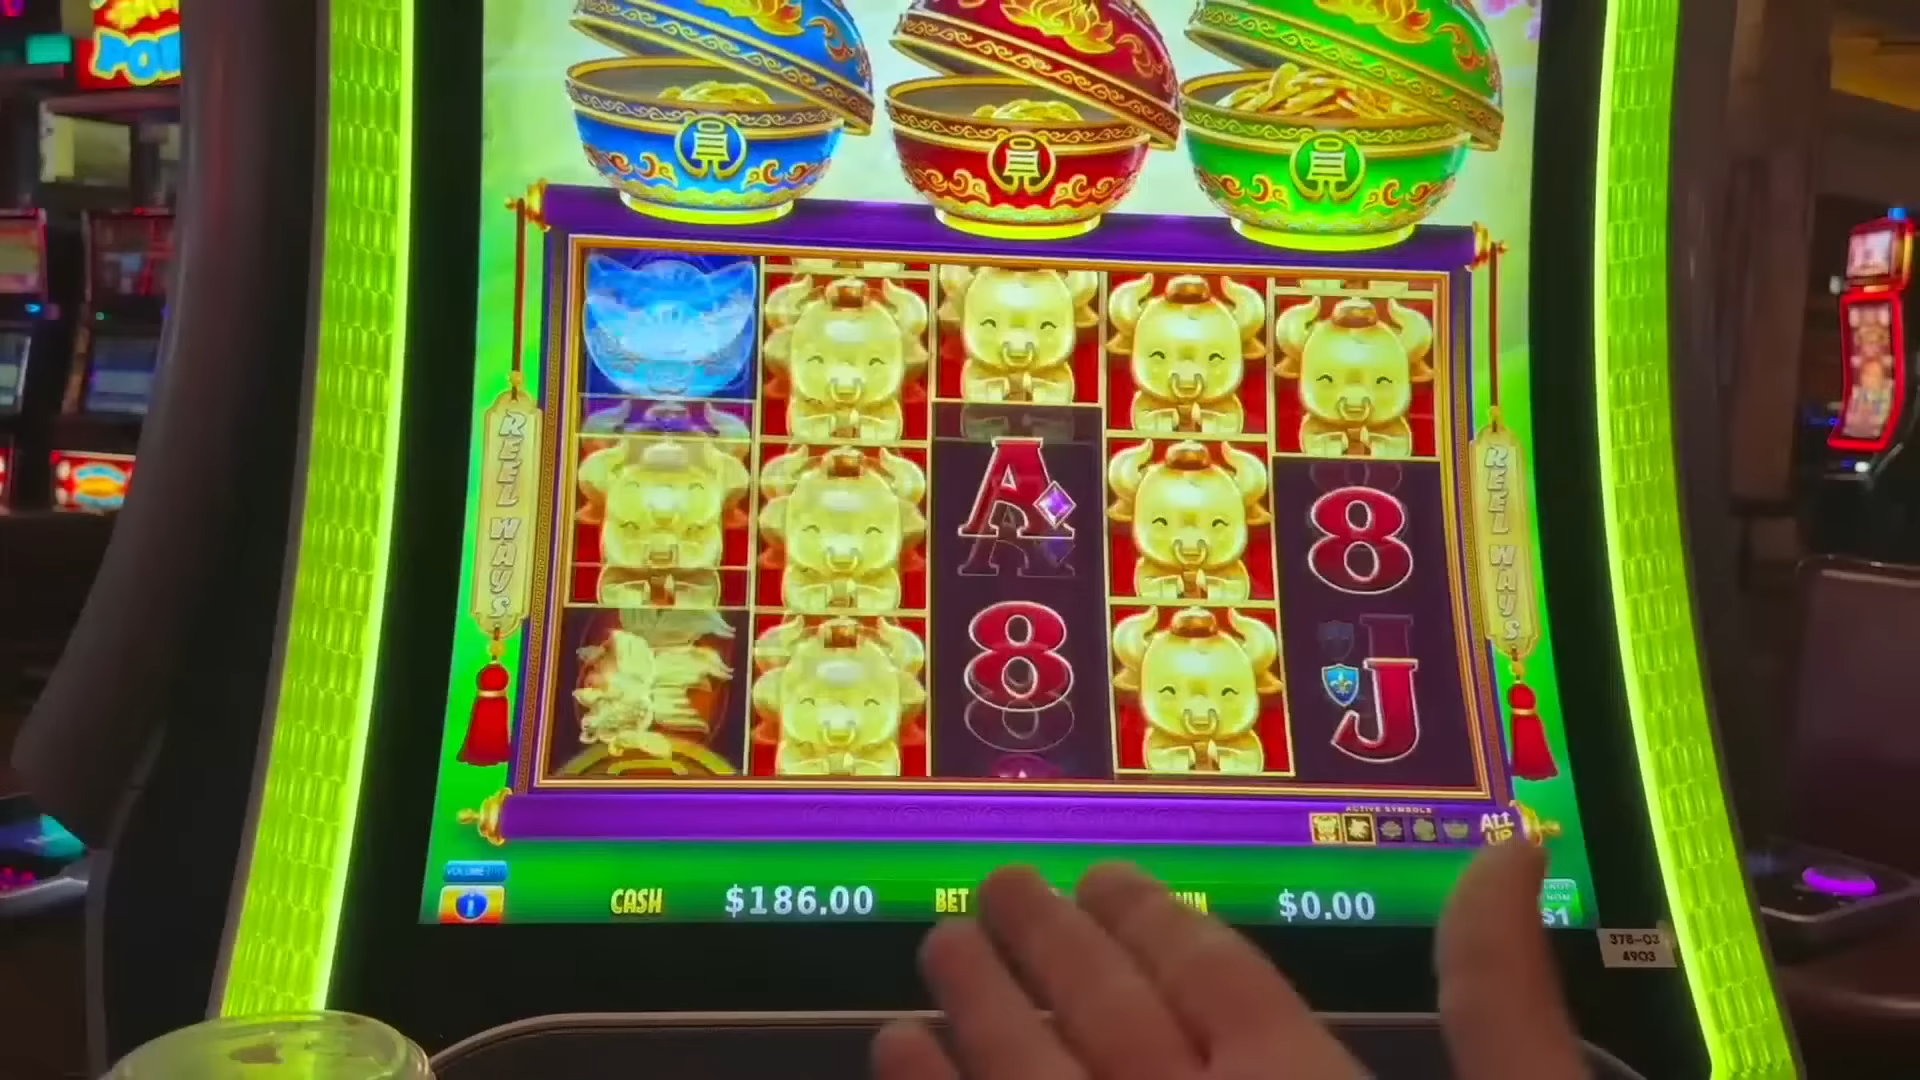 REEL WAYS
REEL WAYS
A
8
8
J
ACTIVE SYMBOLS
ALL
UP
CASH
$186.00
BET
WIN
$0.00
$1
378-03
4903